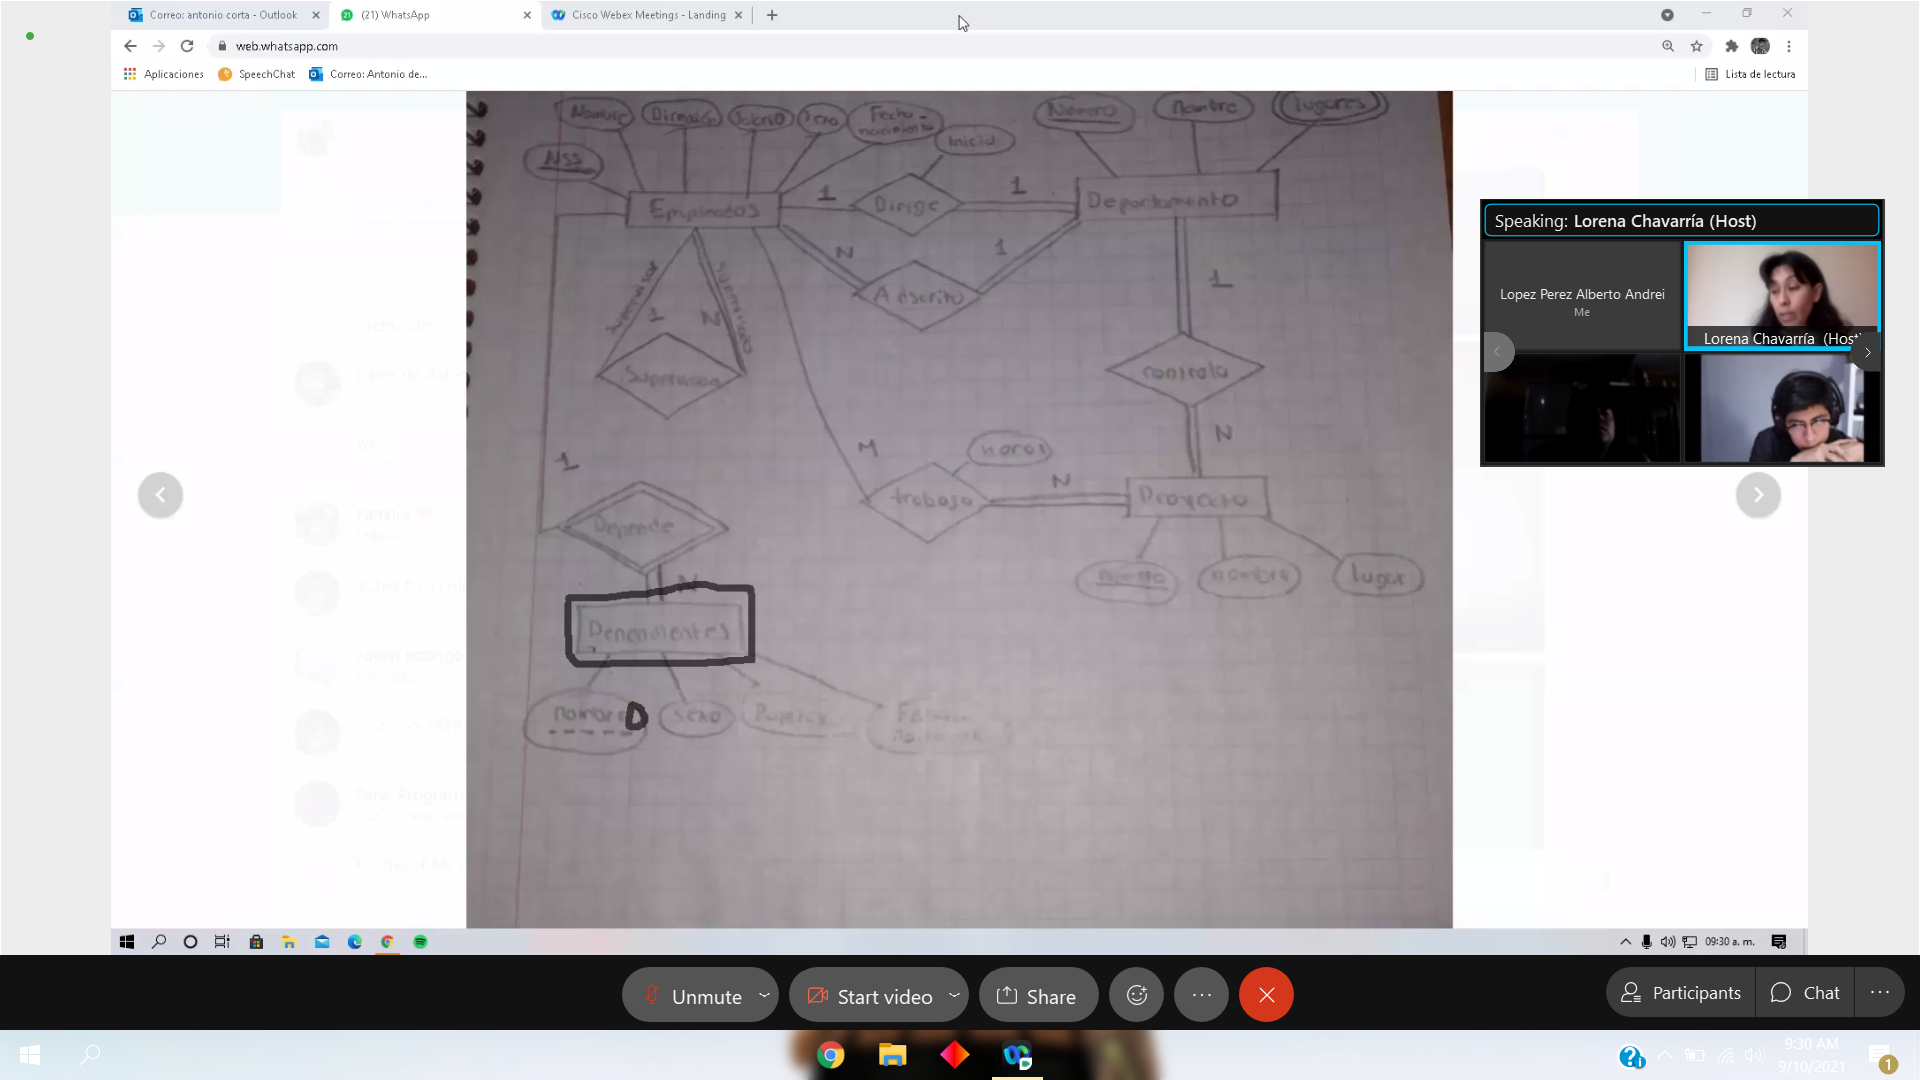 Correo: antonio corta - Outlook
(21) WhatsApp
Cisco Webex Meetings - Landing
web.whatsapp.com
Aplicaciones
SpeechChat
Correo: Antonio de...
Lista de lectura
Nombre
Dirección
Salario
Sexo
Fecha
nacimiento
Inicio
Numero
nombre
lugares
NSS
Empleados
1
Dirige
1
Departamento
N
1
Adscrito
supervisor
1
N
supervisado
Supervisa
1
controla
N
1
M
horas
trabaja
N
Proyecto
numero
nombre
lugar
Depende
N
Dependientes
nombreD
sexo
Speaking: Lorena Chavarría (Host)
Lopez Perez Alberto Andrei
Me
Lorena Chavarría (Host)
Familia
09:30 a. m.
Unmute
Start video
Share
Participants
Chat
9:30 AM
9/10/2021
1